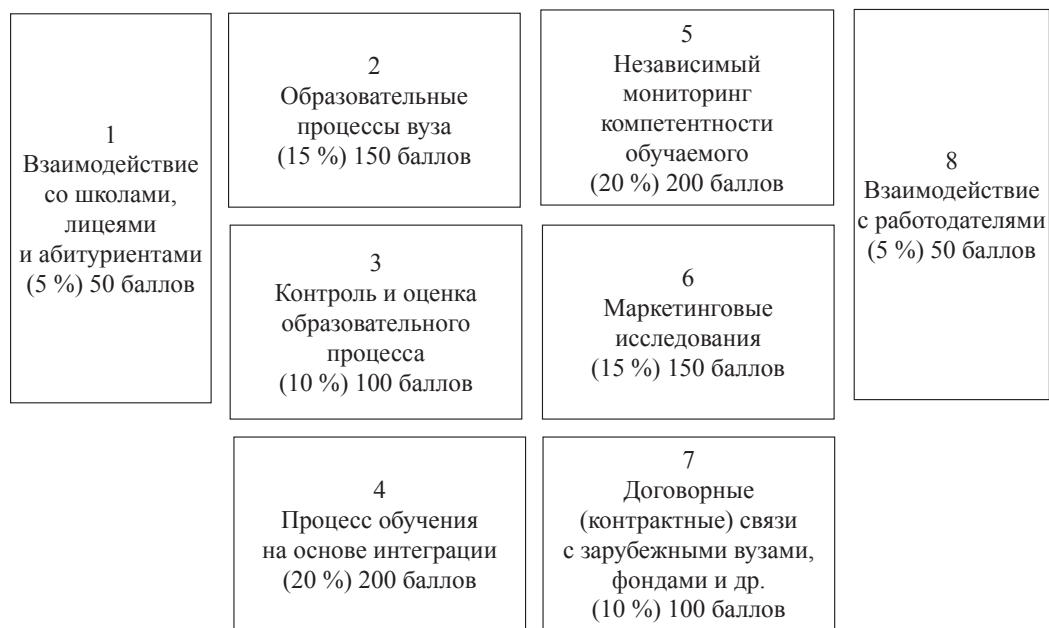 1
Взаимодействие
со школами,
лицеями
и абитуриентами
(5 %) 50 баллов
2
Образовательные
процессы вуза
(15 %) 150 баллов
3
Контроль и оценка
образовательного
процесса
(10 %) 100 баллов
4
Процесс обучения
на основе интеграции
(20 %) 200 баллов
5
Независимый
мониторинг
компетентности
обучаемого
(20 %) 200 баллов
6
Маркетинговые
исследования
(15 %) 150 баллов
7
Договорные
(контрактные) связи
с зарубежными вузами,
фондами и др.
(10 %) 100 баллов
8
Взаимодействие
с работодателями
(5 %) 50 баллов